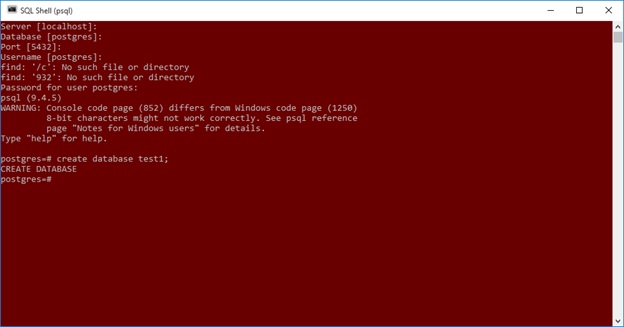 SQL Shell (psql)
Server [localhost]:
Database [postgres]:
Port [5432]:
Username [postgres]:
find: '/c': No such file or directory
find: '932': No such file or directory
Password for user postgres:
psql (9.4.5)
WARNING: Console code page (852) differs from Windows code page (1250)
         8-bit characters might not work correctly. See psql reference
         page "Notes for Windows users" for details.
Type "help" for help.
postgres=# create database test1;
CREATE DATABASE
postgres=#